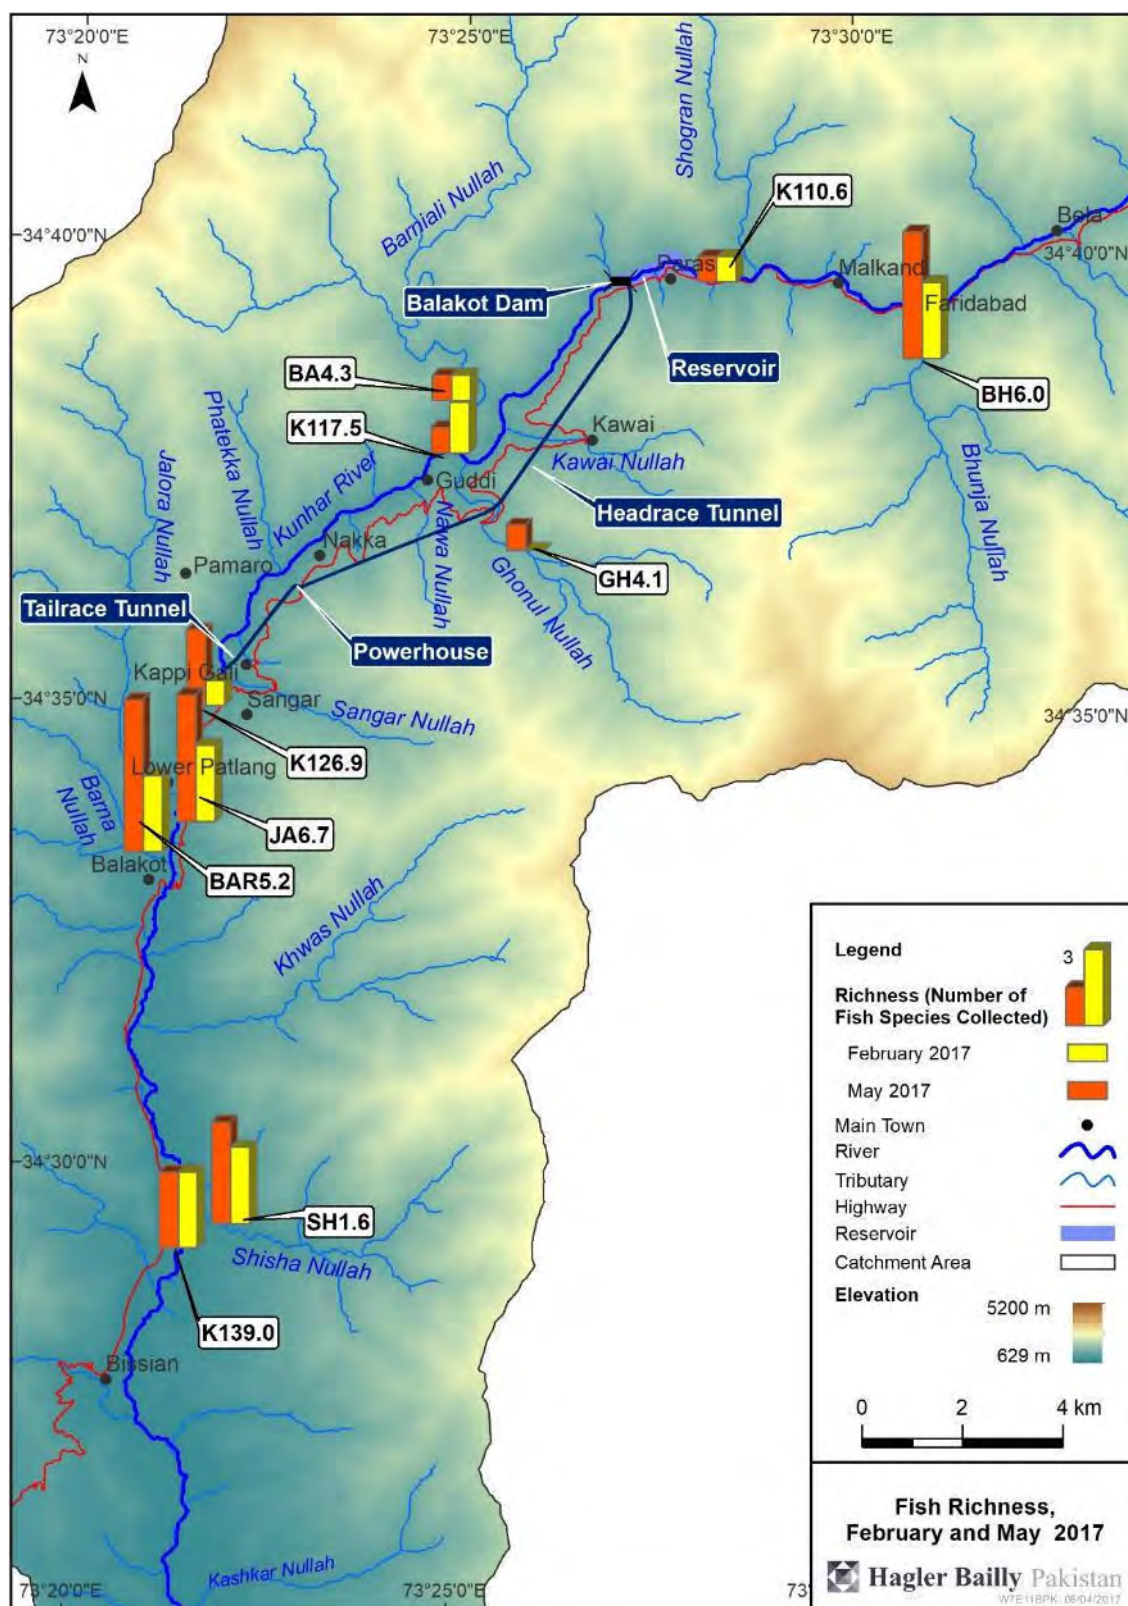 73°20'0"E
73°25'0"E
73°30'0"E
N
Shogran Nullah
Barniali Nullah
K110.6
34°40'0"N
Bela
34°40'0"N
Paras
Malkand
Balakot Dam
Faridabad
Reservoir
BA4.3
BH6.0
K117.5
Kawai
Phatekka Nullah
Kawai Nullah
Jalora Nullah
Kunhar River
Guddi
Bhunja Nullah
Headrace Tunnel
Nawa Nullah
Nakka
GH4.1
Pamaro
Ghonul Nullah
Tailrace Tunnel
Powerhouse
Kappi Gali
34°35'0"N
Sangar
Sangar Nullah
34°35'0"N
K126.9
Lower Patlang
Barna
Nullah
JA6.7
Balakot
BAR5.2
Khwas Nullah
34°30'0"N
SH1.6
Shisha Nullah
K139.0
Bissian
Kashkar Nullah
73°20'0"E
73°25'0"E
73°
Legend
3
Richness (Number of
Fish Species Collected)
February 2017
May 2017
Main Town
River
Tributary
Highway
Reservoir
Catchment Area
Elevation
5200 m
629 m
0 2 4 km
Fish Richness,
February and May 2017
Hagler Bailly Pakistan